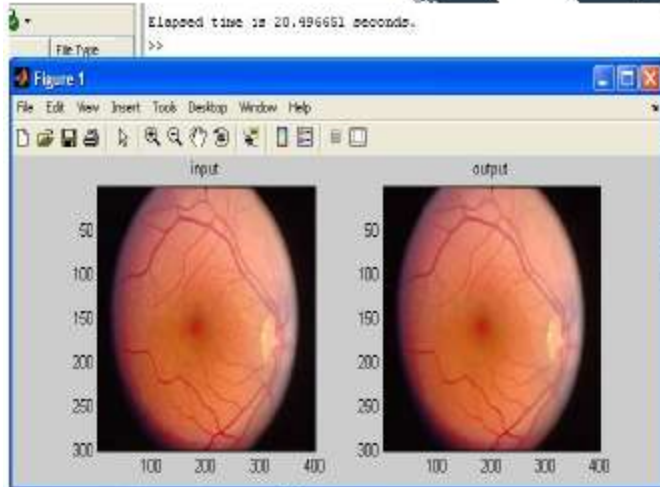 Elapsed time is 20.496651 seconds.
File Type
>>
Figure 1
File Edit View Insert Tools Desktop Window Help
input output
50 50
100 100
150 150
200 200
250 250
300 300
100 200 300 400 100 200 300 400